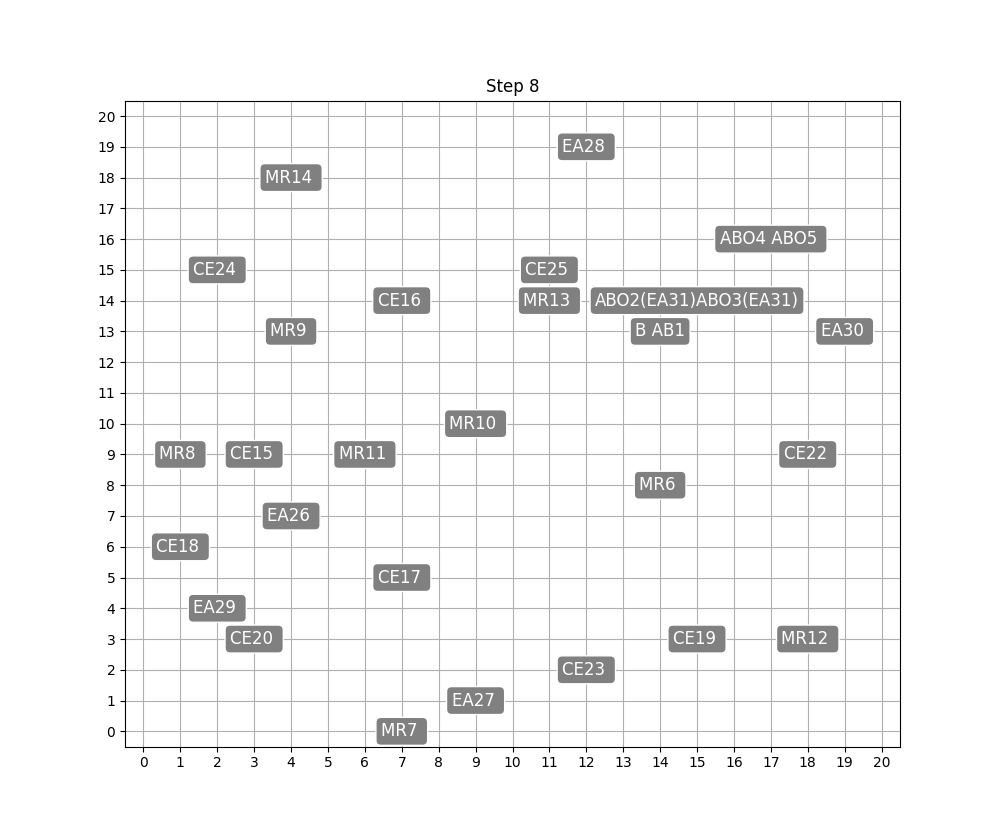 Step 8
20
19
EA28
18
MR14
17
16
ABO4 ABO5
15
CE24
CE25
14
CE16
MR13
ABO2(EA31)ABO3(EA31)
13
MR9
B AB1
EA30
12
11
10
MR10
9
MR8
CE15
MR11
CE22
8
MR6
7
EA26
6
CE18
5
CE17
4
EA29
3
CE20
CE19
MR12
2
CE23
1
EA27
0
MR7
0 1 2 3 4 5 6 7 8 9 10 11 12 13 14 15 16 17 18 19 20